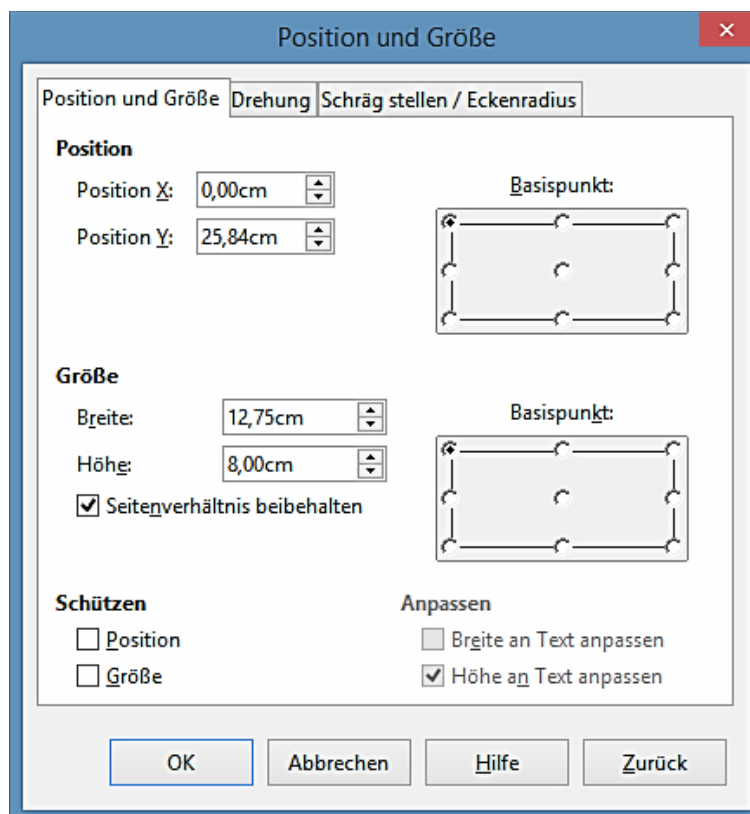 Position und Größe
Position und Größe Drehung Schräg stellen / Eckenradius
Position
Position X: 0,00cm
Basispunkt:
Position Y: 25,84cm
Größe
Breite: 12,75cm
Basispunkt:
Höhe: 8,00cm
Seitenverhältnis beibehalten
Schützen
Anpassen
Position
Breite an Text anpassen
Größe
Höhe an Text anpassen
OK Abbrechen Hilfe Zurück